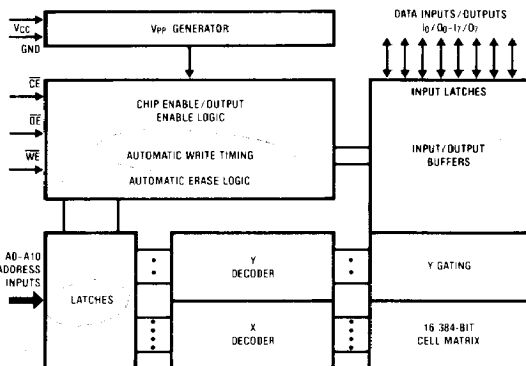 VCC
GND
VPP GENERATOR
DATA INPUTS/OUTPUTS
I0/O0-I7/O7
CE
OE
WE
CHIP ENABLE/OUTPUT
ENABLE LOGIC
AUTOMATIC WRITE TIMING
AUTOMATIC ERASE LOGIC
INPUT LATCHES
INPUT/OUTPUT
BUFFERS
A0-A10
ADDRESS
INPUTS
LATCHES
Y
DECODER
Y GATING
X
DECODER
16 384-BIT
CELL MATRIX